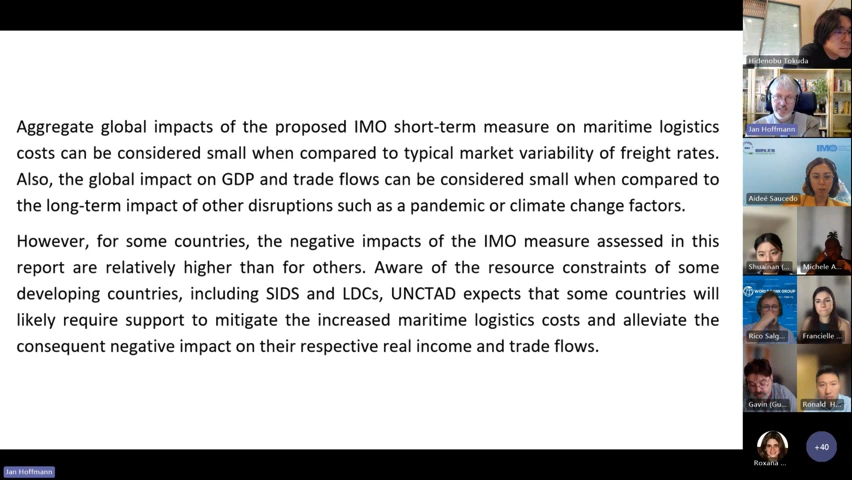 Aggregate global impacts of the proposed IMO short-term measure on maritime logistics
costs can be considered small when compared to typical market variability of freight rates.
Also, the global impact on GDP and trade flows can be considered small when compared to
the long-term impact of other disruptions such as a pandemic or climate change factors.
However, for some countries, the negative impacts of the IMO measure assessed in this
report are relatively higher than for others. Aware of the resource constraints of some
developing countries, including SIDS and LDCs, UNCTAD expects that some countries will
likely require support to mitigate the increased maritime logistics costs and alleviate the
consequent negative impact on their respective real income and trade flows.
Jan Hoffmann
Hidenobu Tokuda
Jan Hoffmann
IMO
Aideé Saucedo
Shuainan (...
Michele A...
Rico Salg...
Francielle ...
Gavin (Gu...
Ronald H...
Roxana ...
+40